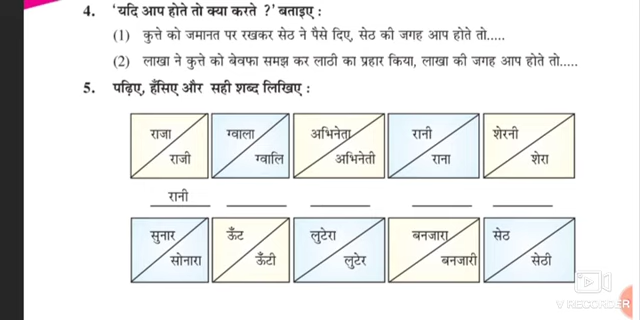 4. 'यदि आप होते तो क्या करते ?' बताइए :
(1) कुत्ते को जमानत पर रखकर सेठ ने पैसे दिए, सेठ की जगह आप होते तो.....
(2) लाखा ने कुत्ते को बेवफा समझ कर लाठी का प्रहार किया, लाखा की जगह आप होते तो.....
5. पढ़िए, हँसिए और सही शब्द लिखिए :
राजा ग्वाला अभिनेता रानी शेरनी
राजी ग्वालि अभिनेती राना शेरा
रानी
सुनार ऊँट लुटेरा बनजारा सेठ
सोनारा ऊँटी लुटेर बनजारी सेठी
V RECORDER